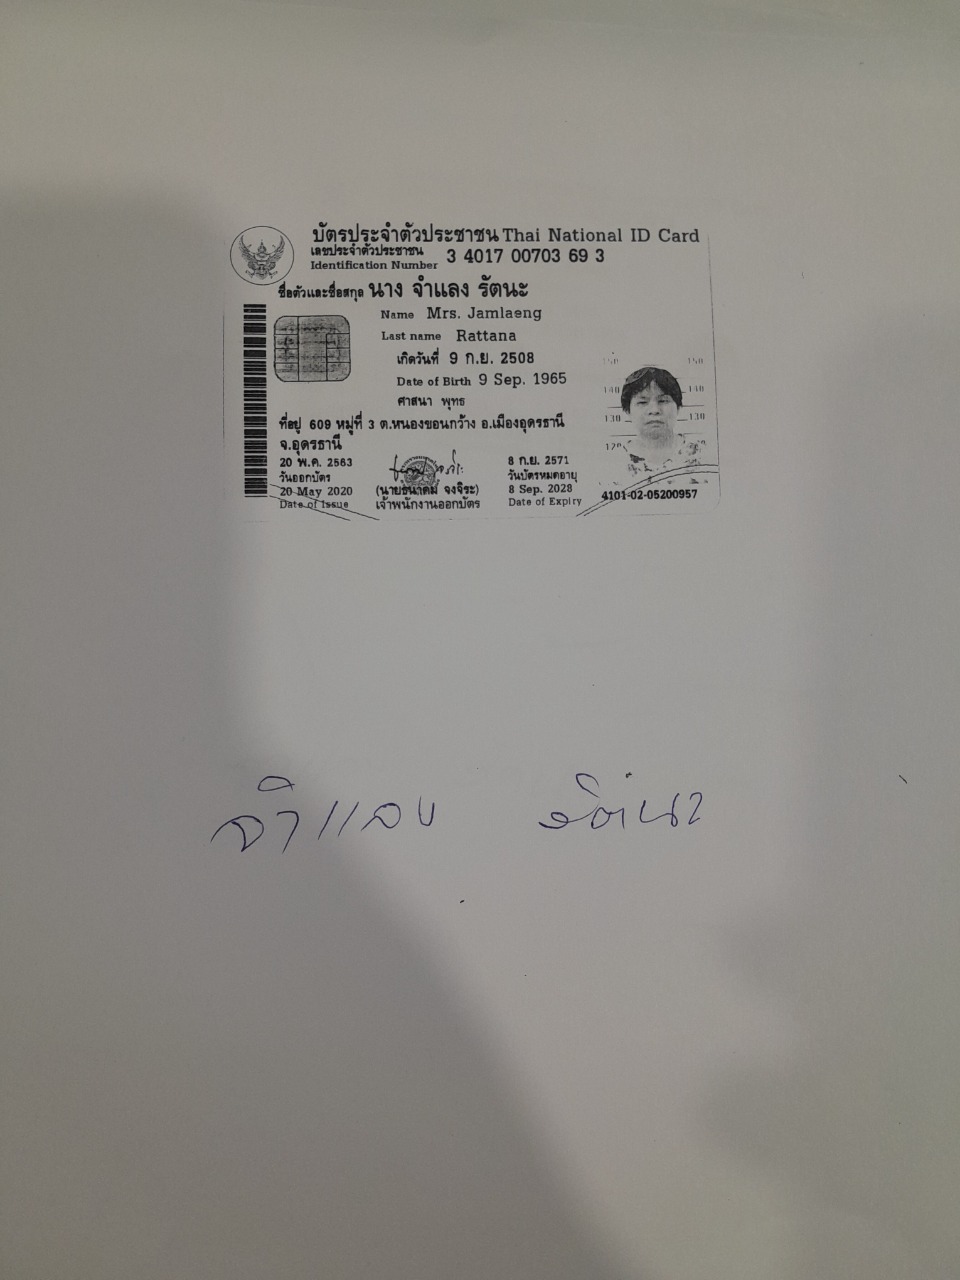 บัตรประจำตัวประชาชน Thai National ID Card
เลขประจำตัวประชาชน 3 4017 00703 69 3
Identification Number
ชื่อตัวและชื่อสกุล นาง จำแลง รัตนะ
Name Mrs. Jamlaeng
Last name Rattana
เกิดวันที่ 9 ก.ย. 2508
Date of Birth 9 Sep. 1965
ศาสนา พุทธ
ที่อยู่ 609 หมู่ที่ 3 ต.หนองขอนกว้าง อ.เมืองอุดรธานี
จ.อุดรธานี
20 พ.ค. 2563
วันออกบัตร
20 May 2020
Date of Issue
(นายธนาคม จงจิระ)
เจ้าพนักงานออกบัตร
8 ก.ย. 2571
วันบัตรหมดอายุ
8 Sep. 2028
Date of Expiry
150 150
140 140
130 130
120
4101-02-05200957
จำแลง รัตนะ